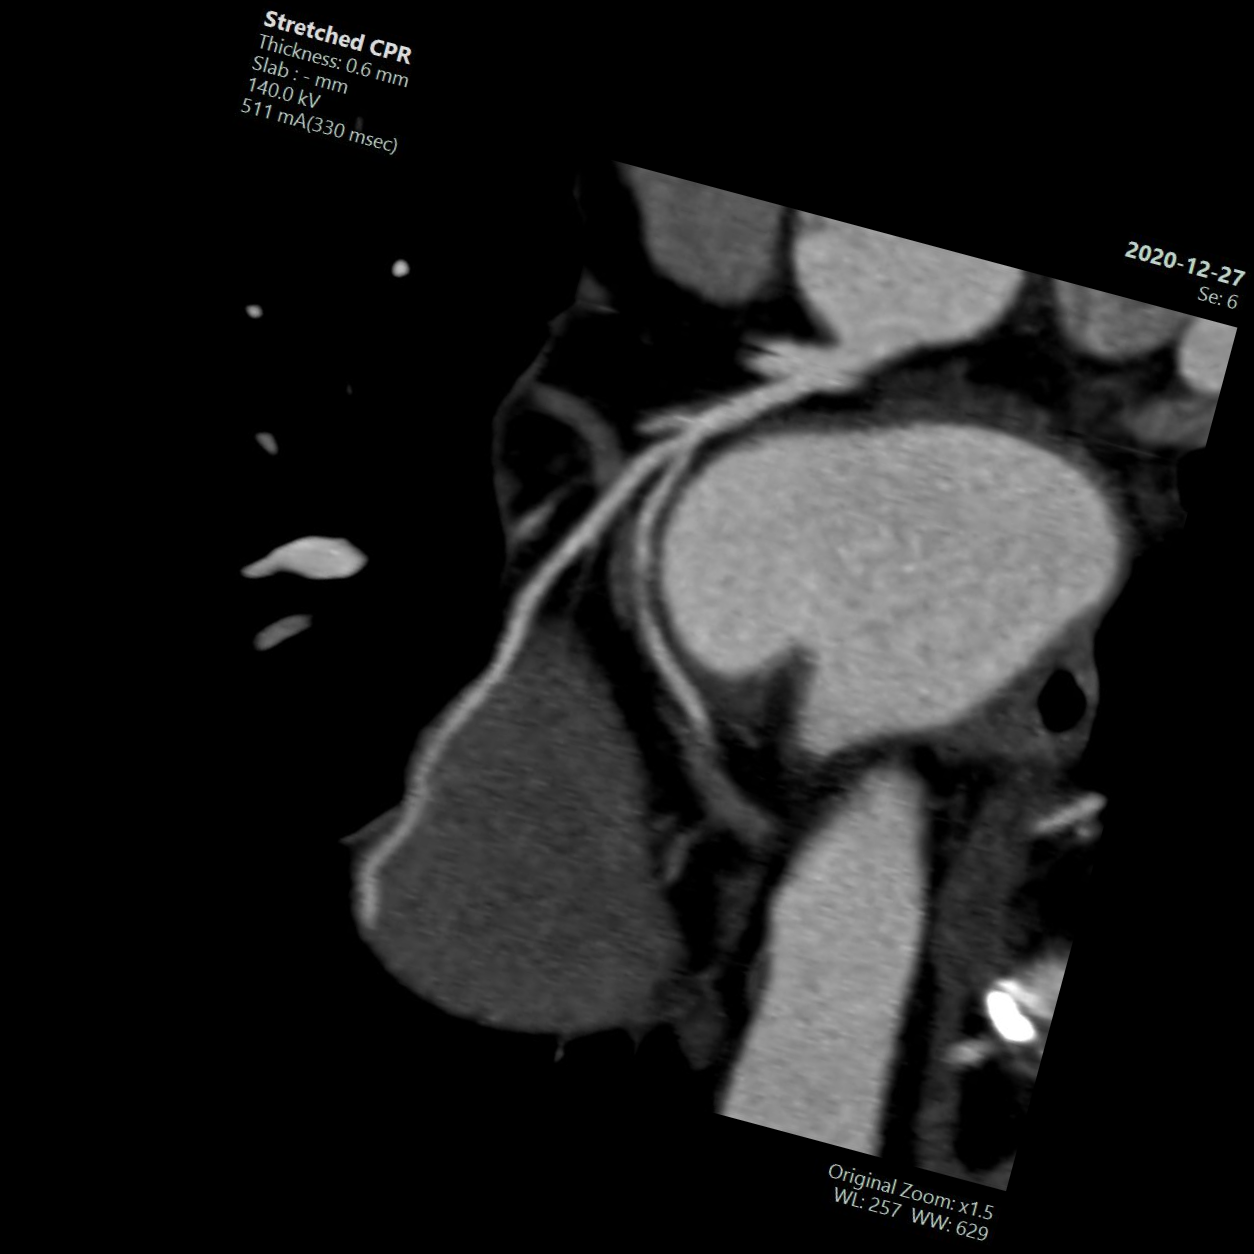 Stretched CPR
Thickness: 0.6 mm
Slab : - mm
140.0 kV
511 mA(330 msec)
2020-12-27
Se: 6
Original Zoom: x1.5
WL: 257 WW: 629